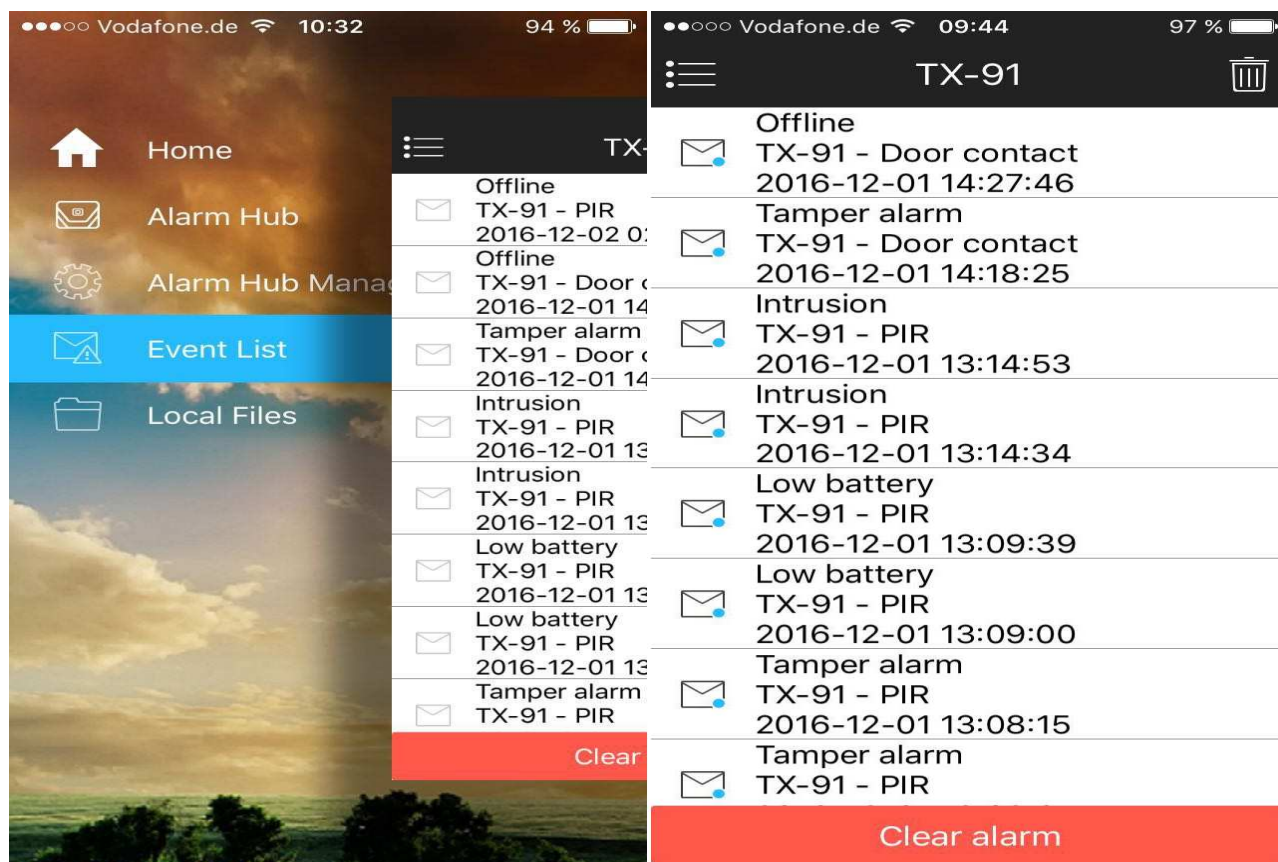 Vodafone.de 10:32 94 %
Home
Alarm Hub
Alarm Hub Manag
Event List
Local Files
TX-
Offline
TX-91 - PIR
2016-12-02 02
Offline
TX-91 - Door c
2016-12-01 14
Tamper alarm
TX-91 - Door c
2016-12-01 14
Intrusion
TX-91 - PIR
2016-12-01 13
Intrusion
TX-91 - PIR
2016-12-01 13
Low battery
TX-91 - PIR
2016-12-01 13
Low battery
TX-91 - PIR
2016-12-01 13
Tamper alarm
TX-91 - PIR
Clear
Vodafone.de 09:44 97 %
TX-91
Offline
TX-91 - Door contact
2016-12-01 14:27:46
Tamper alarm
TX-91 - Door contact
2016-12-01 14:18:25
Intrusion
TX-91 - PIR
2016-12-01 13:14:53
Intrusion
TX-91 - PIR
2016-12-01 13:14:34
Low battery
TX-91 - PIR
2016-12-01 13:09:39
Low battery
TX-91 - PIR
2016-12-01 13:09:00
Tamper alarm
TX-91 - PIR
2016-12-01 13:08:15
Tamper alarm
TX-91 - PIR
Clear alarm